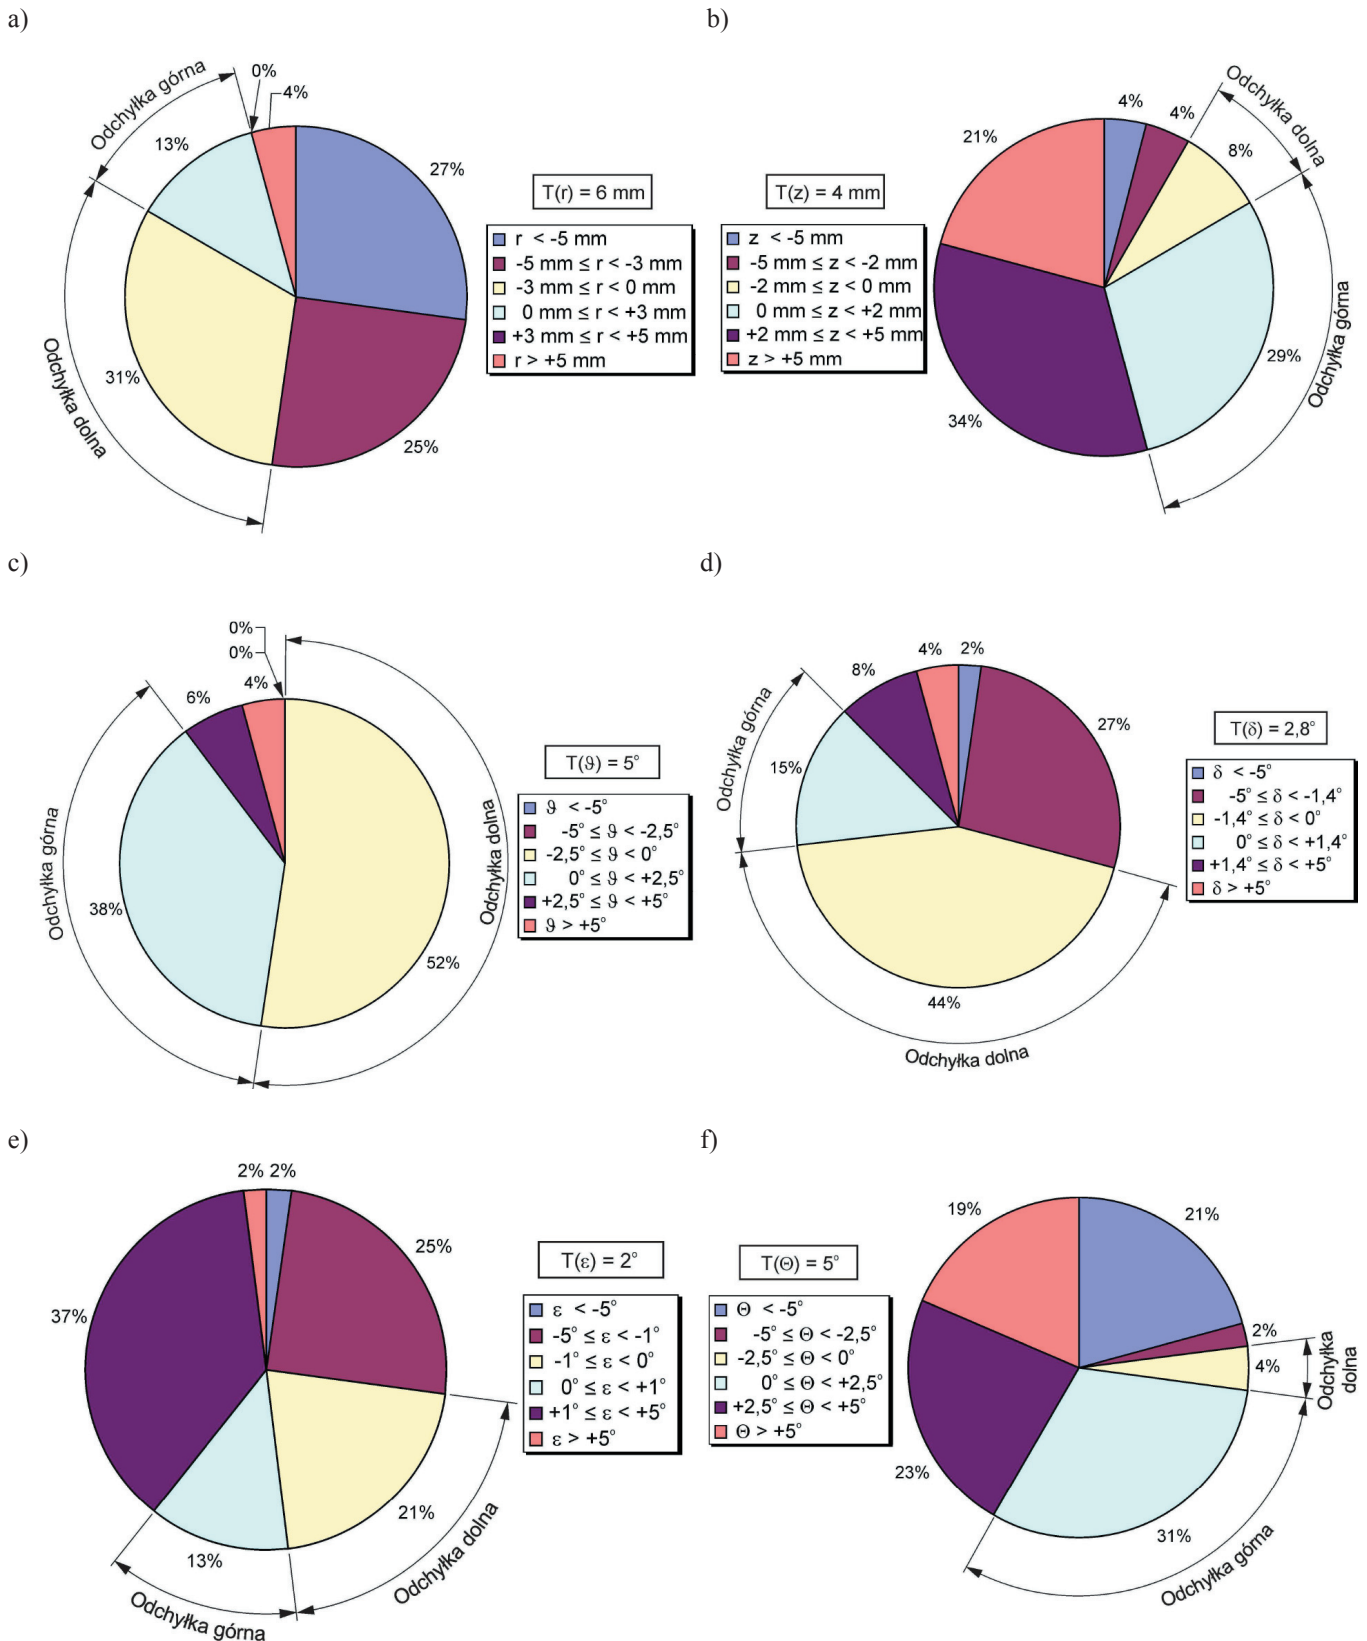 a)
Odchyłka górna
0%
4%
13%
27%
31%
25%
Odchyłka dolna
T(r) = 6 mm
r < -5 mm
-5 mm ≤ r < -3 mm
-3 mm ≤ r < 0 mm
0 mm ≤ r < +3 mm
+3 mm ≤ r < +5 mm
r > +5 mm
b)
4%
4%
Odchyłka dolna
8%
21%
29%
34%
Odchyłka górna
T(z) = 4 mm
z < -5 mm
-5 mm ≤ z < -2 mm
-2 mm ≤ z < 0 mm
0 mm ≤ z < +2 mm
+2 mm ≤ z < +5 mm
z > +5 mm
c)
0%
0%
6%
4%
Odchyłka górna
38%
52%
Odchyłka dolna
T(ϑ) = 5°
ϑ < -5°
-5° ≤ ϑ < -2,5°
-2,5° ≤ ϑ < 0°
0° ≤ ϑ < +2,5°
+2,5° ≤ ϑ < +5°
ϑ > +5°
d)
4%
2%
8%
27%
Odchyłka górna
15%
44%
Odchyłka dolna
T(δ) = 2,8°
δ < -5°
-5° ≤ δ < -1,4°
-1,4° ≤ δ < 0°
0° ≤ δ < +1,4°
+1,4° ≤ δ < +5°
δ > +5°
e)
2%
2%
25%
37%
21%
13%
Odchyłka dolna
Odchyłka górna
T(ε) = 2°
ε < -5°
-5° ≤ ε < -1°
-1° ≤ ε < 0°
0° ≤ ε < +1°
+1° ≤ ε < +5°
ε > +5°
f)
19%
21%
2%
4%
Odchyłka
dolna
23%
31%
Odchyłka górna
T(Θ) = 5°
Θ < -5°
-5° ≤ Θ < -2,5°
-2,5° ≤ Θ < 0°
0° ≤ Θ < +2,5°
+2,5° ≤ Θ < +5°
Θ > +5°